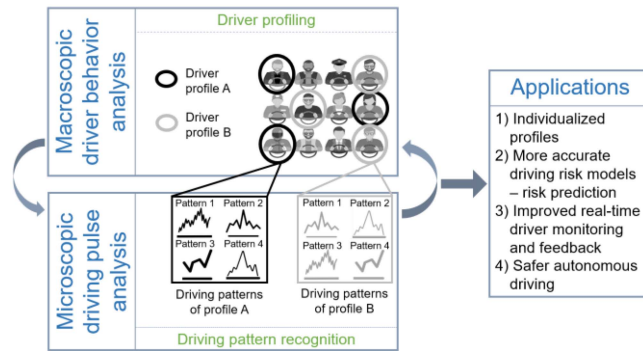 Driver profiling
Macroscopic
driver behavior
analysis
Driver
profile A
Driver
profile B
Microscopic
driving pulse
analysis
Pattern 1
Pattern 2
Pattern 3
Pattern 4
Driving patterns
of profile A
Pattern 1
Pattern 2
Pattern 3
Pattern 4
Driving patterns
of profile B
Driving pattern recognition
Applications
1) Individualized
profiles
2) More accurate
driving risk models
– risk prediction
3) Improved real-time
driver monitoring
and feedback
4) Safer autonomous
driving